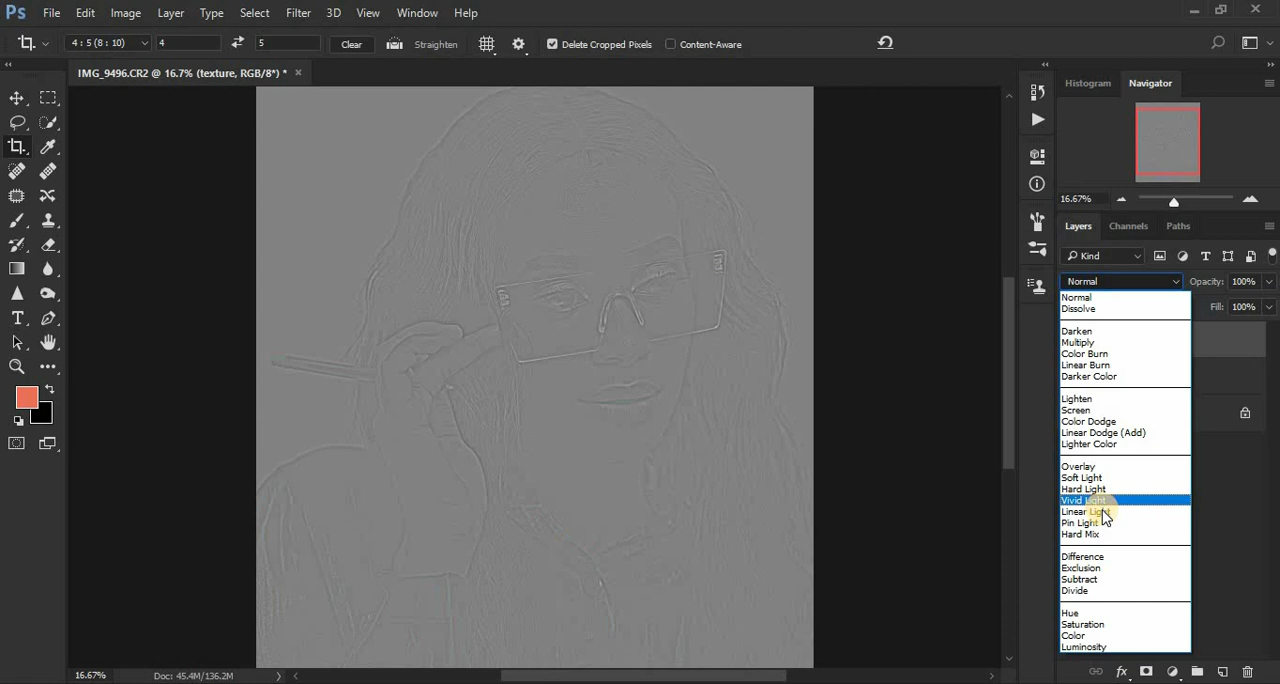 Ps File Edit Image Layer Type Select Filter 3D View Window Help
4 : 5 (8 : 10) 4 5 Clear Straighten Delete Cropped Pixels Content-Aware
IMG_9496.CR2 @ 16.7% (texture, RGB/8*) * ×
Histogram Navigator
16.67%
Layers Channels Paths
Kind
Normal Opacity: 100%
Fill: 100%
Normal
Dissolve
Darken
Multiply
Color Burn
Linear Burn
Darker Color
Lighten
Screen
Color Dodge
Linear Dodge (Add)
Lighter Color
Overlay
Soft Light
Hard Light
Vivid Light
Linear Light
Pin Light
Hard Mix
Difference
Exclusion
Subtract
Divide
Hue
Saturation
Color
Luminosity
16.67% Doc: 45.4M/136.2M